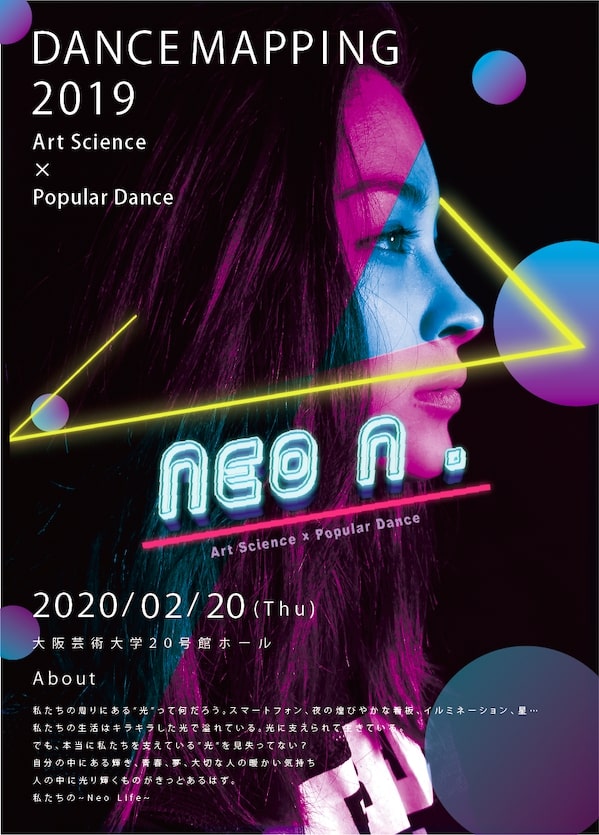 DANCE MAPPING
2019
Art Science
×
Popular Dance
NEO N .
Art Science × Popular Dance
2020/02/20 (Thu)
大阪芸術大学20号館ホール
About
私たちの周りにある"光"って何だろう。スマートフォン、夜の煌びやかな看板、イルミネーション、星…
私たちの生活はキラキラした光で溢れている。光に支えられて生きている。
でも、本当に私たちを支えている"光"を見失ってない?
自分の中にある輝き、青春、夢、大切な人の暖かい気持ち
人の中に光り輝くものがきっとあるはず。
私たちの~Neo Life~